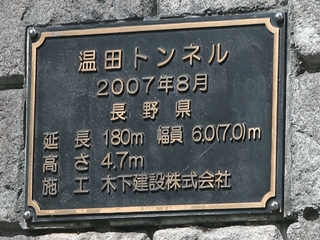 温田トンネル
2007年8月
長野県
延長 180m 幅員 6.0(7.0)m
高さ 4.7m
施工 木下建設株式会社